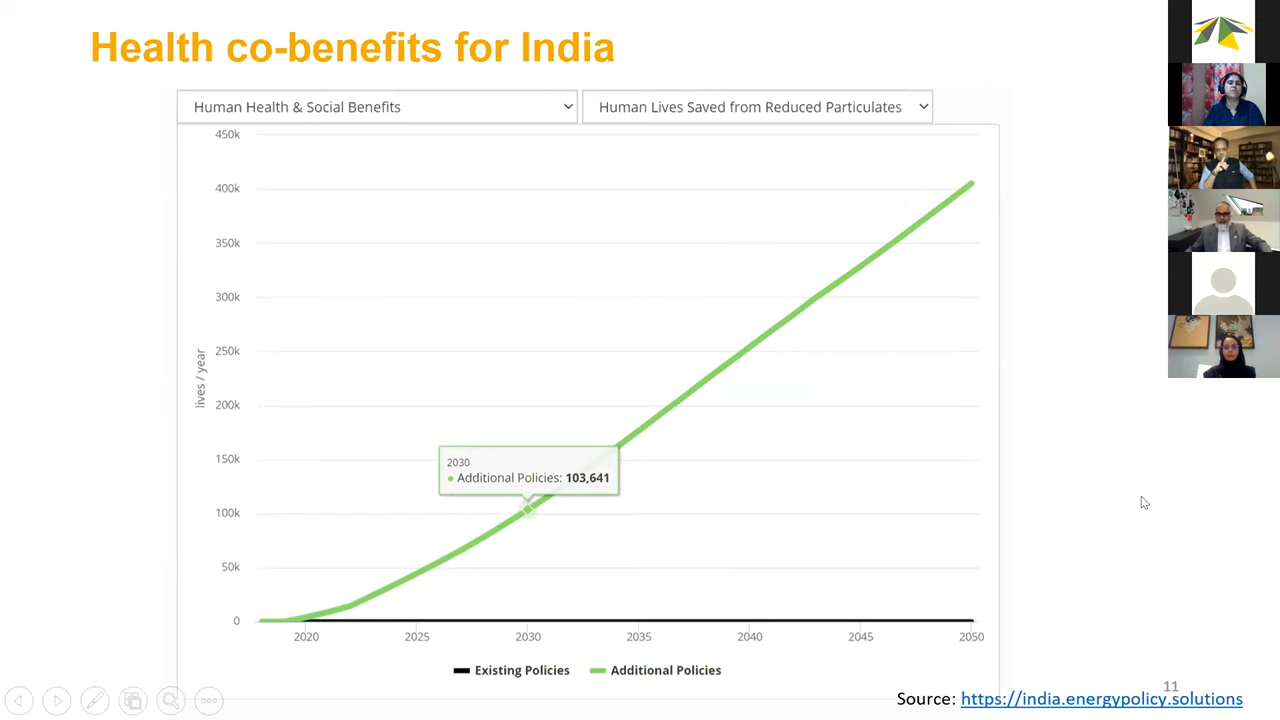 Health co-benefits for India
Human Health & Social Benefits
Human Lives Saved from Reduced Particulates
450k
400k
350k
300k
250k
200k
150k
100k
50k
0
lives / year
2030
Additional Policies: 103,641
2020 2025 2030 2035 2040 2045 2050
Existing Policies Additional Policies
11
Source: https://india.energypolicy.solutions